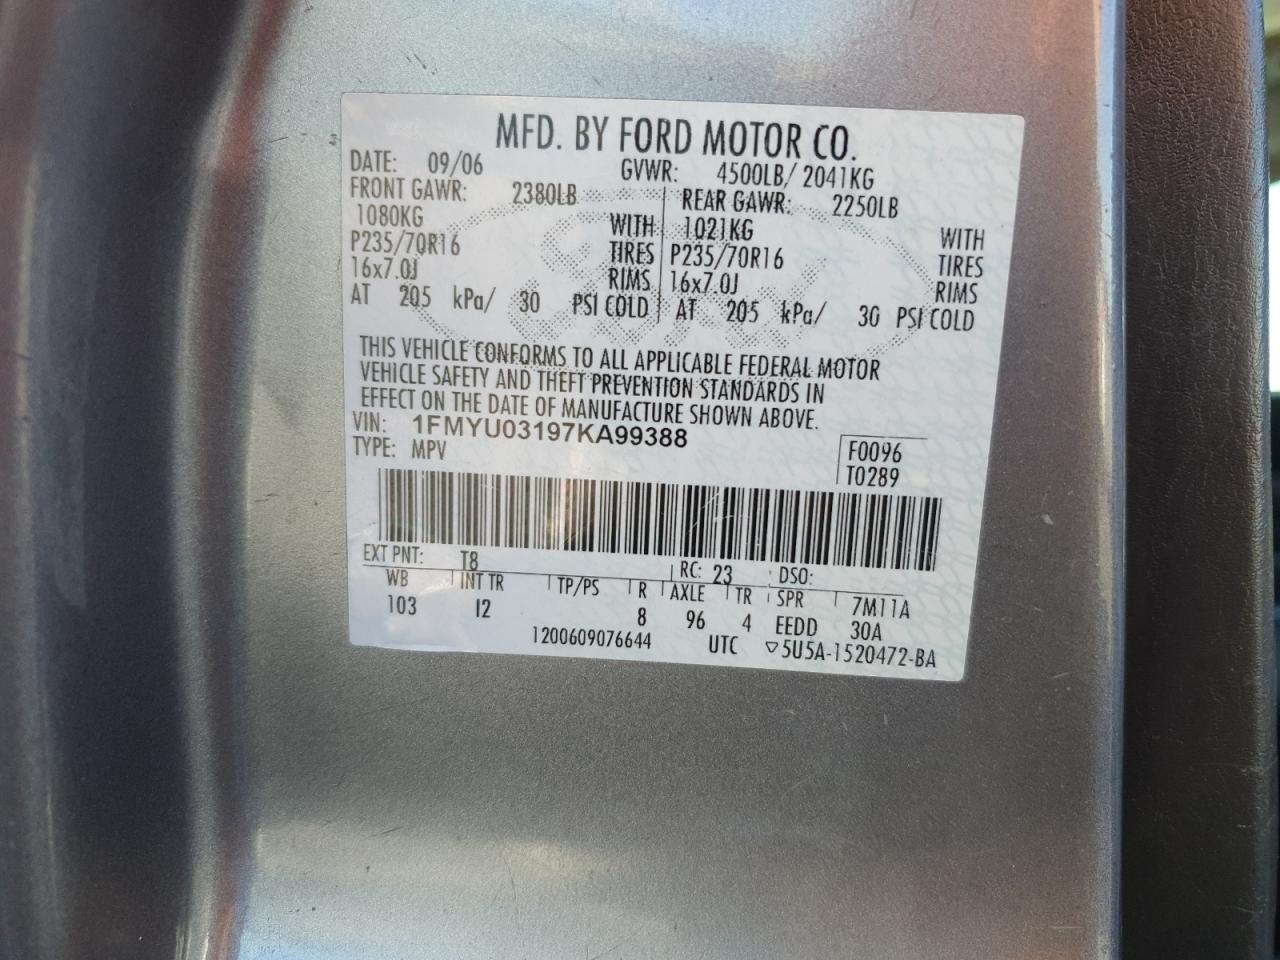 MFD. BY FORD MOTOR CO.
DATE: 09/06 GVWR: 4500LB/ 2041KG
FRONT GAWR: 2380LB REAR GAWR: 2250LB
1080KG WITH 1021KG WITH
P235/70R16 TIRES P235/70R16 TIRES
16x7.0J RIMS 16x7.0J RIMS
AT 205 kPa/ 30 PSI COLD AT 205 kPa/ 30 PSI COLD
THIS VEHICLE CONFORMS TO ALL APPLICABLE FEDERAL MOTOR
VEHICLE SAFETY AND THEFT PREVENTION STANDARDS IN
EFFECT ON THE DATE OF MANUFACTURE SHOWN ABOVE.
VIN: 1FMYU03197KA99388
TYPE: MPV F0096
T0289
EXT PNT: T8 RC: 23 DSO:
WB INT TR TP/PS R AXLE TR SPR 7M11A
103 I2 8 96 4 EEDD 30A
1200609076644 UTC ▽5U5A-1520472-BA